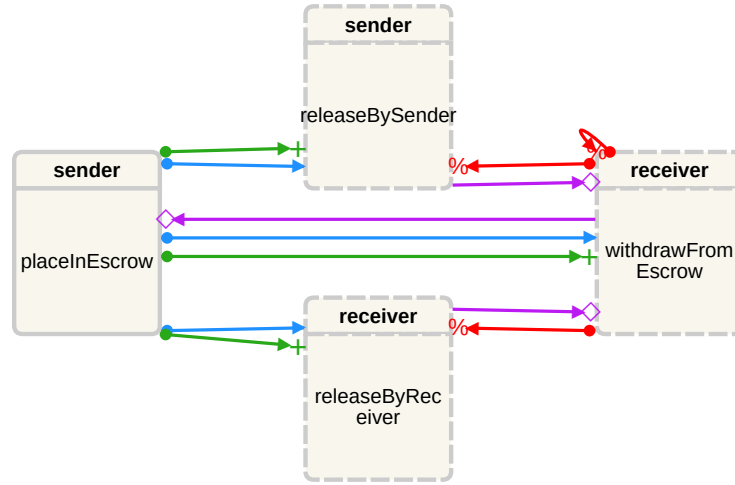 sender
releaseBySender
%
+
%
sender
placeInEscrow
receiver
withdrawFrom
Escrow
+
receiver
releaseByRec
eiver
%
+